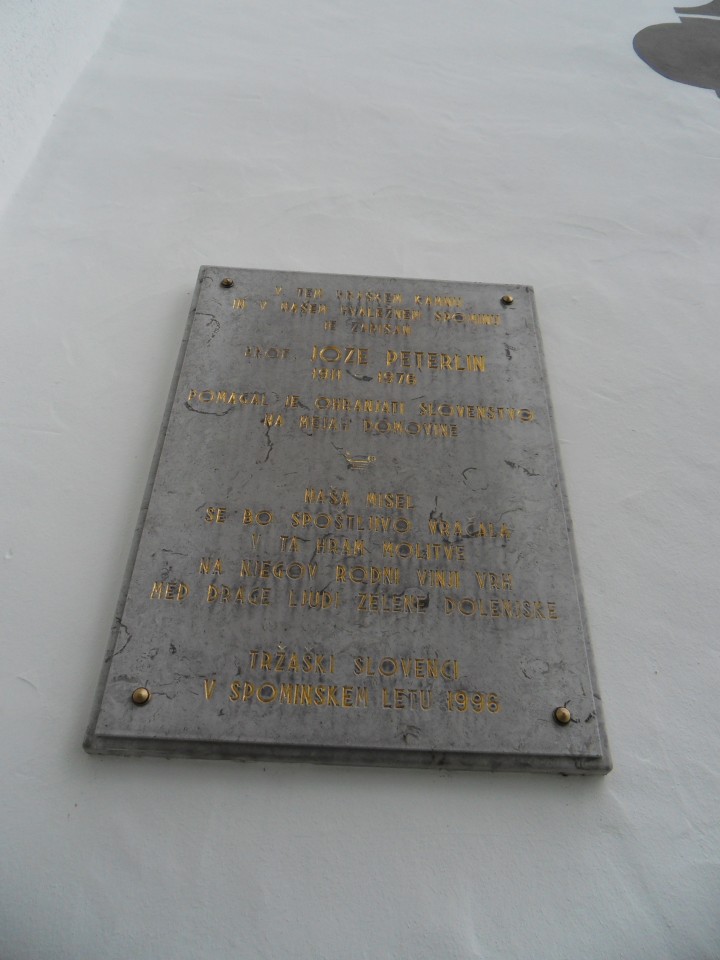 V TEM KRAŠKEM KAMNU
IN V NAŠEM HVALEŽNEM SPOMINU
JE ZAPISAN
PROF. JOŽE PETERLIN
1911 - 1976
POMAGAL JE OHRANJATI SLOVENSTVO
NA MEJAH DOMOVINE
NAŠA MISEL
SE BO SPOŠTLJIVO VRAČALA
V TA HRAM MOLITVE
NA NJEGOV RODNI VINJI VRH
MED DRAGE LJUDI ZELENE DOLENJSKE
TRŽAŠKI SLOVENCI
V SPOMINSKEM LETU 1996